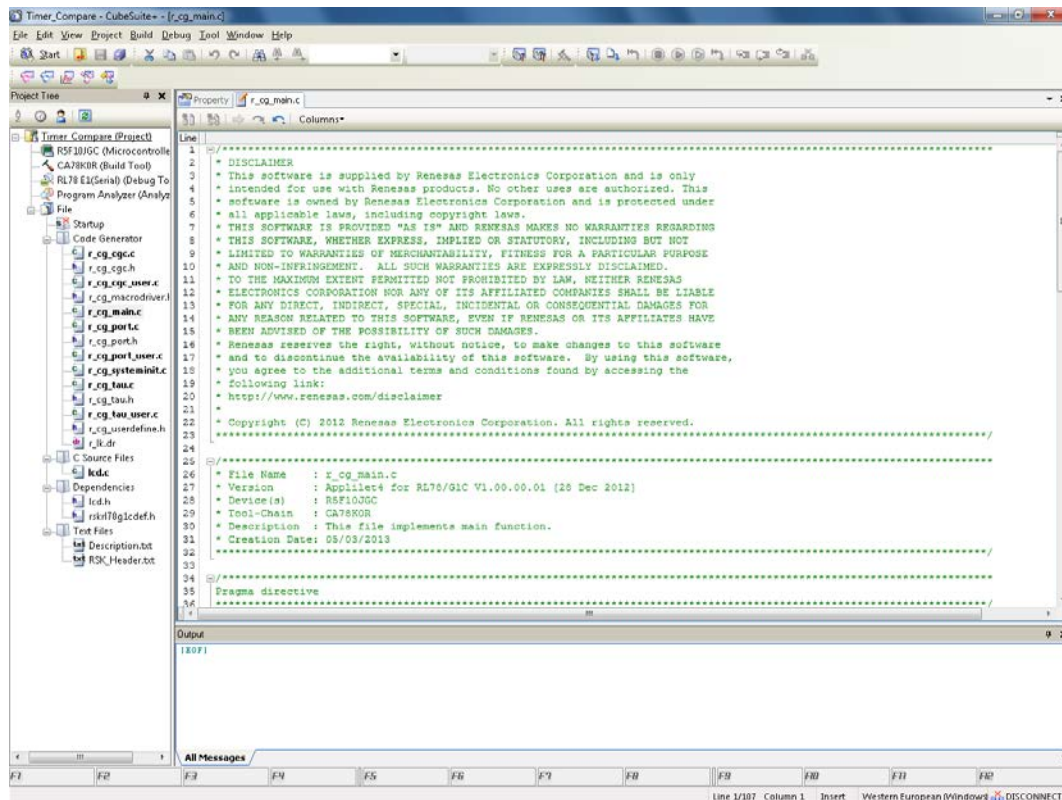 Timer_Compare - CubeSuite+ - [r_cg_main.c]
File Edit View Project Build Debug Tool Window Help
Start
Project Tree
Property r_cg_main.c
Columns
Timer_Compare (Project)
R5F10JGC (Microcontrolle
CA78K0R (Build Tool)
RL78 E1(Serial) (Debug To
Program Analyzer (Analyz
File
Startup
Code Generator
r_cg_cgc.c
r_cg_cgc.h
r_cg_cgc_user.c
r_cg_macrodriver.h
r_cg_main.c
r_cg_port.c
r_cg_port.h
r_cg_port_user.c
r_cg_systeminit.c
r_cg_tau.c
r_cg_tau.h
r_cg_tau_user.c
r_cg_userdefine.h
r_lk.dr
C Source Files
lcd.c
Dependencies
lcd.h
rskrl78g1cdef.h
Text Files
Description.txt
RSK_Header.txt
Line
1 /***********************************************************************************************************************
2 * DISCLAIMER
3 * This software is supplied by Renesas Electronics Corporation and is only
4 * intended for use with Renesas products. No other uses are authorized. This
5 * software is owned by Renesas Electronics Corporation and is protected under
6 * all applicable laws, including copyright laws.
7 * THIS SOFTWARE IS PROVIDED "AS IS" AND RENESAS MAKES NO WARRANTIES REGARDING
8 * THIS SOFTWARE, WHETHER EXPRESS, IMPLIED OR STATUTORY, INCLUDING BUT NOT
9 * LIMITED TO WARRANTIES OF MERCHANTABILITY, FITNESS FOR A PARTICULAR PURPOSE
10 * AND NON-INFRINGEMENT. ALL SUCH WARRANTIES ARE EXPRESSLY DISCLAIMED.
11 * TO THE MAXIMUM EXTENT PERMITTED NOT PROHIBITED BY LAW, NEITHER RENESAS
12 * ELECTRONICS CORPORATION NOR ANY OF ITS AFFILIATED COMPANIES SHALL BE LIABLE
13 * FOR ANY DIRECT, INDIRECT, SPECIAL, INCIDENTAL OR CONSEQUENTIAL DAMAGES FOR
14 * ANY REASON RELATED TO THIS SOFTWARE, EVEN IF RENESAS OR ITS AFFILIATES HAVE
15 * BEEN ADVISED OF THE POSSIBILITY OF SUCH DAMAGES.
16 * Renesas reserves the right, without notice, to make changes to this software
17 * and to discontinue the availability of this software. By using this software,
18 * you agree to the additional terms and conditions found by accessing the
19 * following link:
20 * http://www.renesas.com/disclaimer
21 *
22 * Copyright (C) 2012 Renesas Electronics Corporation. All rights reserved.
23 ***********************************************************************************************************************/
24
25 /***********************************************************************************************************************
26 * File Name : r_cg_main.c
27 * Version : Applilet4 for RL78/G1C V1.00.00.01 [28 Dec 2012]
28 * Device(s) : R5F10JGC
29 * Tool-Chain : CA78K0R
30 * Description : This file implements main function.
31 * Creation Date: 05/03/2013
32 ***********************************************************************************************************************/
33
34 /***********************************************************************************************************************
35 Pragma directive
36 ***********************************************************************************************************************/
Output
[EOF]
All Messages
F1 F2 F3 F4 F5 F6 F7 F8 F9 F10 F11 F12
Line 1/107 Column 1 Insert Western European (Windows) DISCONNECT